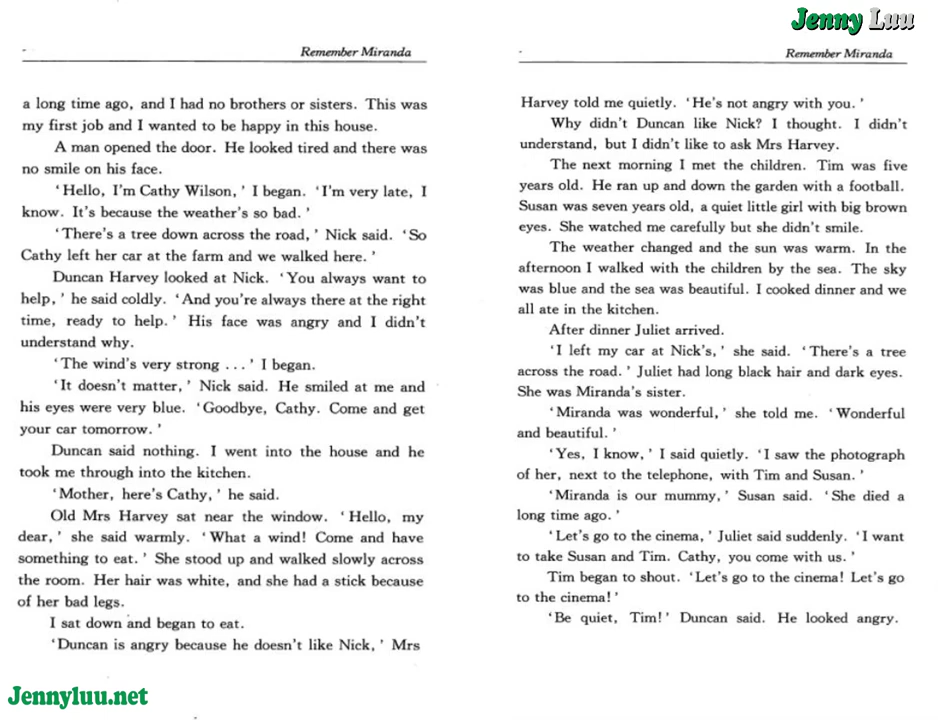 Jenny Luu
Remember Miranda
a long time ago, and I had no brothers or sisters. This was
my first job and I wanted to be happy in this house.
A man opened the door. He looked tired and there was
no smile on his face.
‘Hello, I'm Cathy Wilson,’ I began. ‘I'm very late, I
know. It's because the weather's so bad.’
‘There's a tree down across the road,’ Nick said. ‘So
Cathy left her car at the farm and we walked here.’
Duncan Harvey looked at Nick. ‘You always want to
help,’ he said coldly. ‘And you're always there at the right
time, ready to help.’ His face was angry and I didn't
understand why.
‘The wind's very strong ...’ I began.
‘It doesn't matter,’ Nick said. He smiled at me and
his eyes were very blue. ‘Goodbye, Cathy. Come and get
your car tomorrow.’
Duncan said nothing. I went into the house and he
took me through into the kitchen.
‘Mother, here's Cathy,’ he said.
Old Mrs Harvey sat near the window. ‘Hello, my
dear,’ she said warmly. ‘What a wind! Come and have
something to eat.’ She stood up and walked slowly across
the room. Her hair was white, and she had a stick because
of her bad legs.
I sat down and began to eat.
‘Duncan is angry because he doesn't like Nick,’ Mrs
Remember Miranda
Harvey told me quietly. ‘He's not angry with you.’
Why didn't Duncan like Nick? I thought. I didn't
understand, but I didn't like to ask Mrs Harvey.
The next morning I met the children. Tim was five
years old. He ran up and down the garden with a football.
Susan was seven years old, a quiet little girl with big brown
eyes. She watched me carefully but she didn't smile.
The weather changed and the sun was warm. In the
afternoon I walked with the children by the sea. The sky
was blue and the sea was beautiful. I cooked dinner and we
all ate in the kitchen.
After dinner Juliet arrived.
‘I left my car at Nick's,’ she said. ‘There's a tree
across the road.’ Juliet had long black hair and dark eyes.
She was Miranda's sister.
‘Miranda was wonderful,’ she told me. ‘Wonderful
and beautiful.’
‘Yes, I know,’ I said quietly. ‘I saw the photograph
of her, next to the telephone, with Tim and Susan.’
‘Miranda is our mummy,’ Susan said. ‘She died a
long time ago.’
‘Let's go to the cinema,’ Juliet said suddenly. ‘I want
to take Susan and Tim. Cathy, you come with us.’
Tim began to shout. ‘Let's go to the cinema! Let's go
to the cinema!’
‘Be quiet, Tim!’ Duncan said. He looked angry.
Jennyluu.net